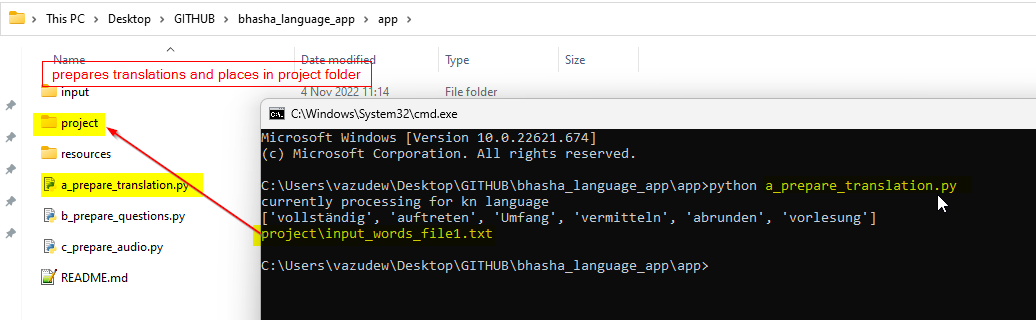 This PC > Desktop > GITHUB > bhasha_language_app > app >
Name Date modified Type Size
prepares translations and places in project folder
input 4 Nov 2022 11:14 File folder
project
resources
a_prepare_translation.py
b_prepare_questions.py
c_prepare_audio.py
README.md
C:\Windows\System32\cmd.exe
Microsoft Windows [Version 10.0.22621.674]
(c) Microsoft Corporation. All rights reserved.
C:\Users\vazudew\Desktop\GITHUB\bhasha_language_app\app>python a_prepare_translation.py
currently processing for kn language
['vollständig', 'auftreten', 'Umfang', 'vermitteln', 'abrunden', 'vorlesung']
project\input_words_file1.txt
C:\Users\vazudew\Desktop\GITHUB\bhasha_language_app\app>